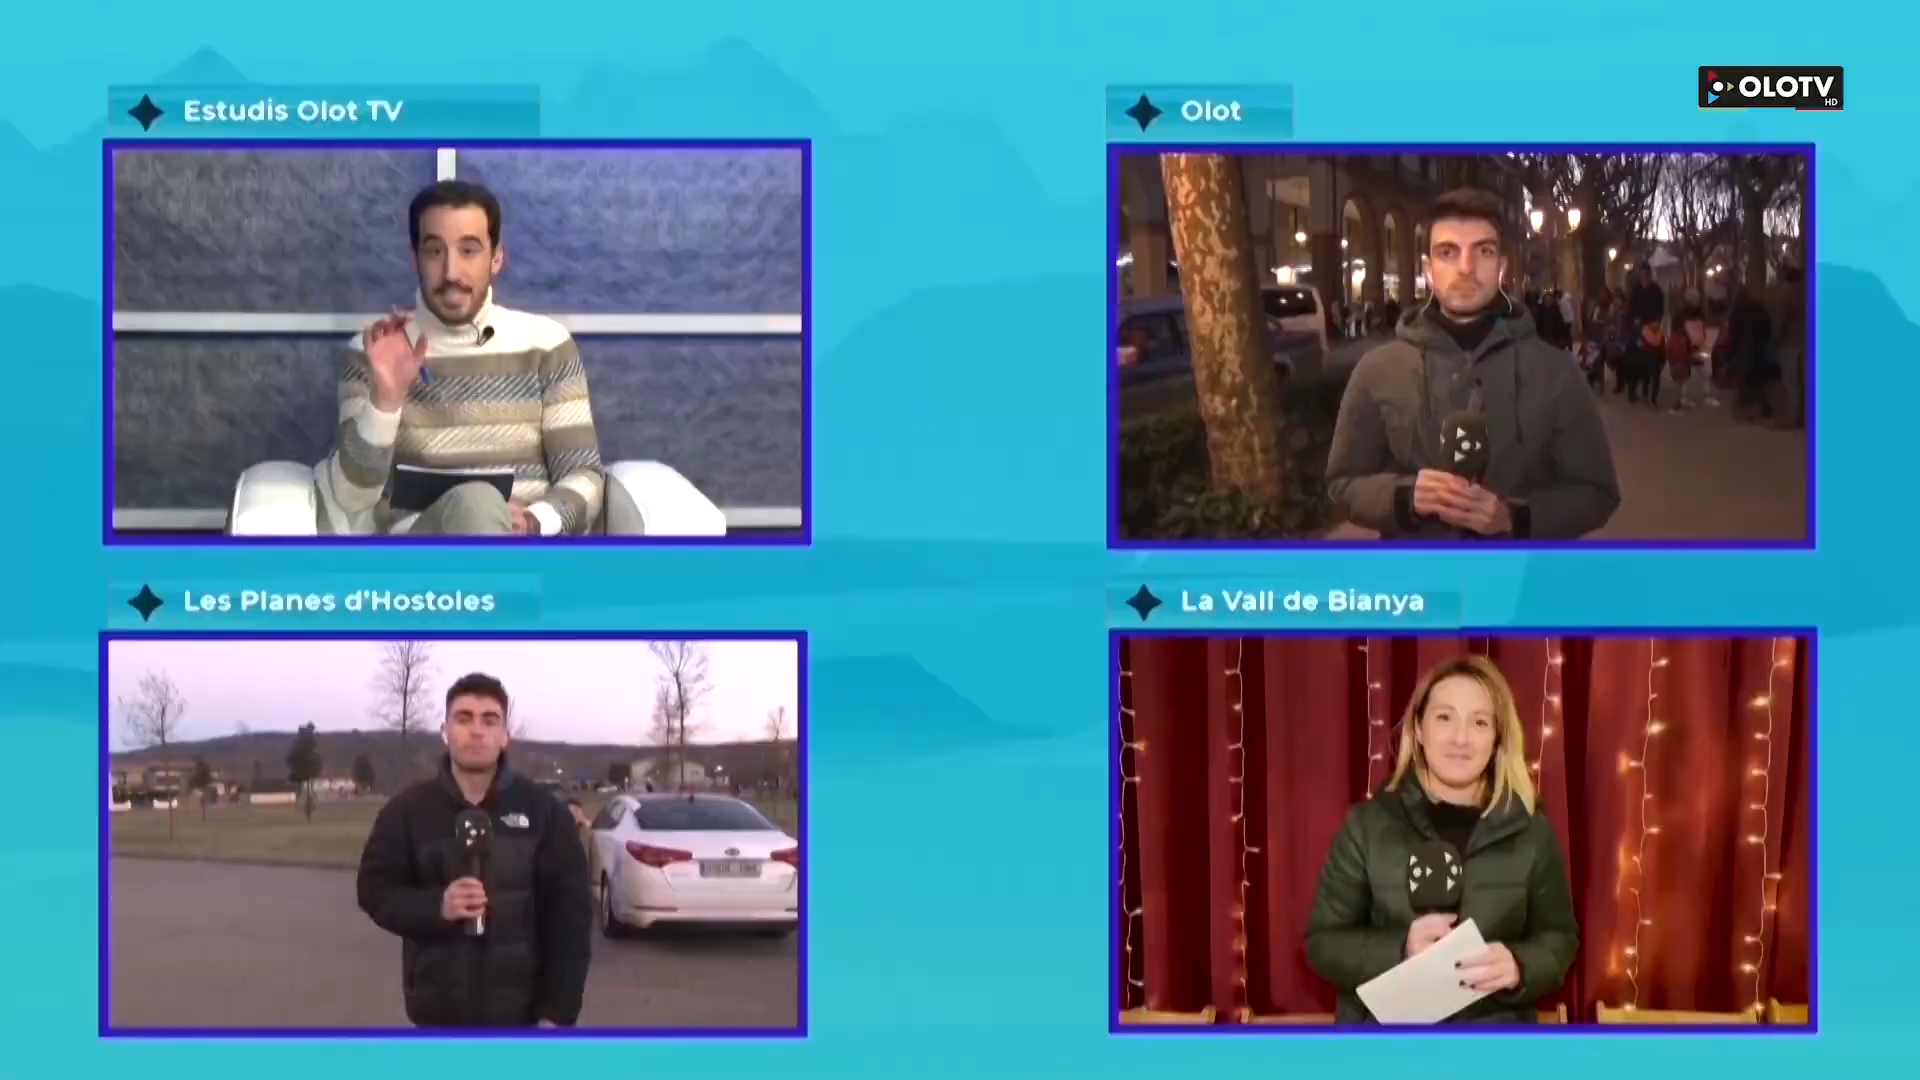 Estudis Olot TV
Olot
OLOTV
HD
Les Planes d'Hostoles
La Vall de Bianya